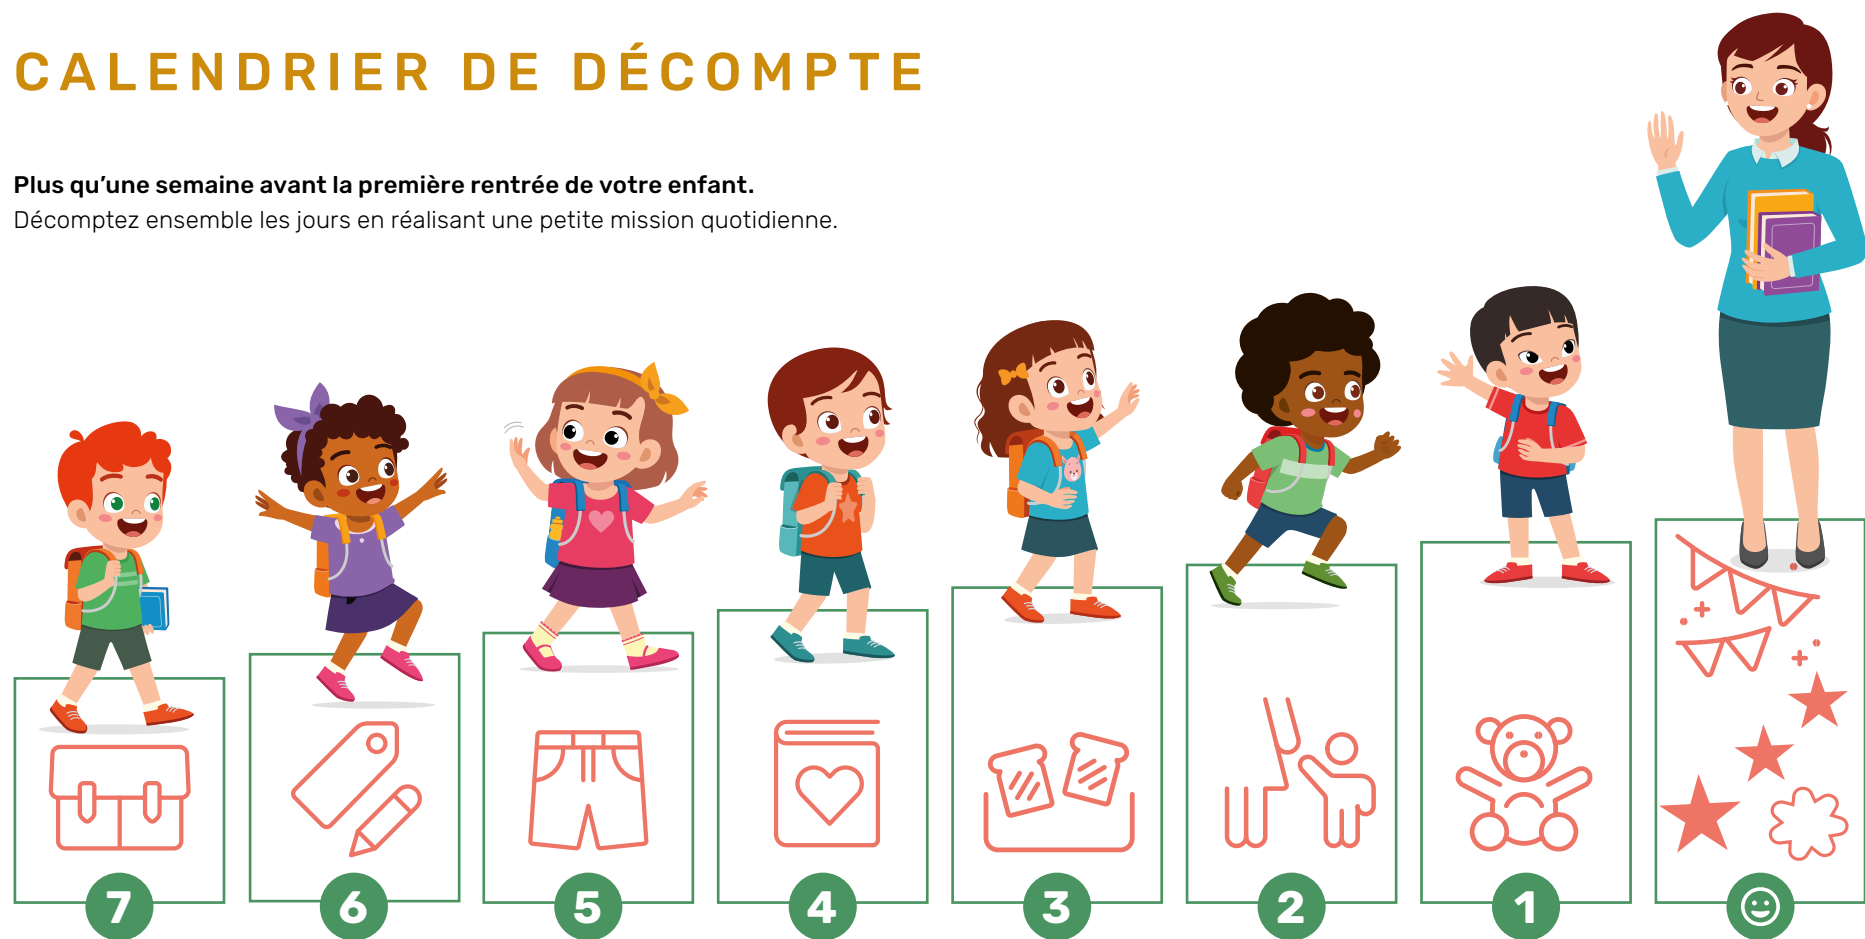 CALENDRIER DE DÉCOMPTE
Plus qu’une semaine avant la première rentrée de votre enfant.
Décomptez ensemble les jours en réalisant une petite mission quotidienne.
7 6 5 4 3 2 1